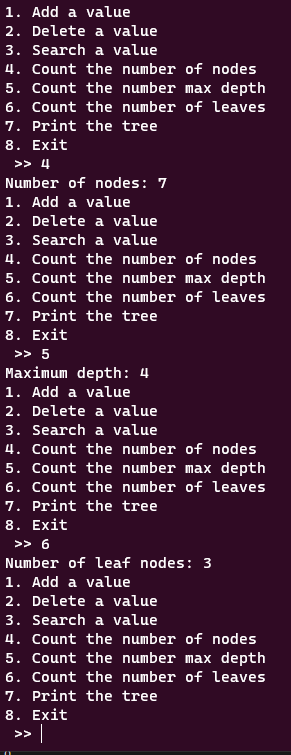 1. Add a value
2. Delete a value
3. Search a value
4. Count the number of nodes
5. Count the number max depth
6. Count the number of leaves
7. Print the tree
8. Exit
>> 4
Number of nodes: 7
1. Add a value
2. Delete a value
3. Search a value
4. Count the number of nodes
5. Count the number max depth
6. Count the number of leaves
7. Print the tree
8. Exit
>> 5
Maximum depth: 4
1. Add a value
2. Delete a value
3. Search a value
4. Count the number of nodes
5. Count the number max depth
6. Count the number of leaves
7. Print the tree
8. Exit
>> 6
Number of leaf nodes: 3
1. Add a value
2. Delete a value
3. Search a value
4. Count the number of nodes
5. Count the number max depth
6. Count the number of leaves
7. Print the tree
8. Exit
>>